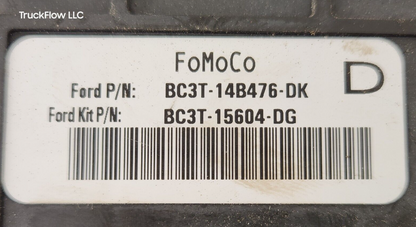 TruckFlow LLC
FoMoCo
D
Ford P/N: BC3T-14B476-DK
Ford Kit P/N: BC3T-15604-DG